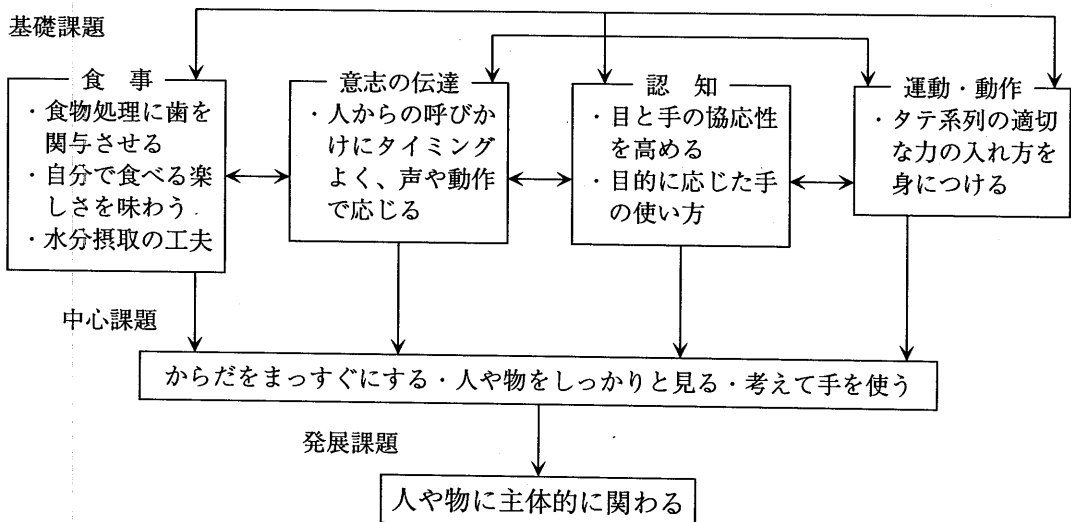 基礎課題
食 事
・食物処理に歯を
関与させる
・自分で食べる楽
しさを味わう
・水分摂取の工夫
意志の伝達
・人からの呼びか
けにタイミング
よく、声や動作
で応じる
認 知
・目と手の協応性
を高める
・目的に応じた手
の使い方
運動・動作
・タテ系列の適切
な力の入れ方を
身につける
中心課題
からだをまっすぐにする・人や物をしっかりと見る・考えて手を使う
発展課題
人や物に主体的に関わる